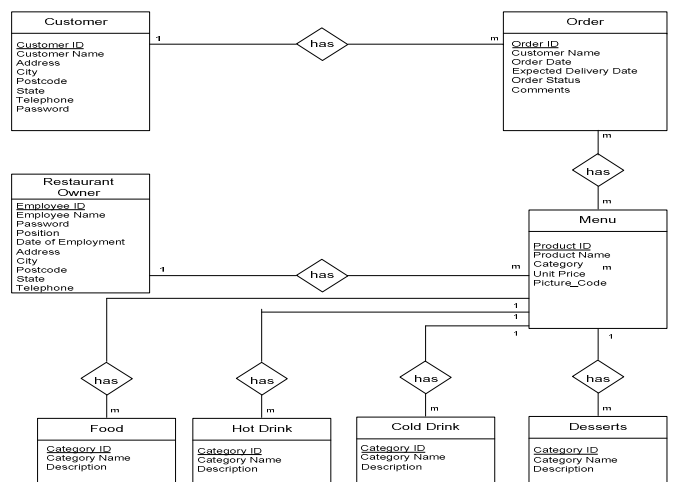 Customer
Customer ID
Customer Name
Address
City
Postcode
State
Telephone
Password
1
has
m
Order
Order ID
Customer Name
Order Date
Expected Delivery Date
Order Status
Comments
m
has
m
Restaurant
Owner
Employee ID
Employee Name
Password
Position
Date of Employment
Address
City
Postcode
State
Telephone
1
has
m
Menu
Product ID
Product Name
Category
m
Unit Price
Picture_Code
1
1
1
1
has
m
has
m
has
m
has
m
Food
Category ID
Category Name
Description
Hot Drink
Category ID
Category Name
Description
Cold Drink
Category ID
Category Name
Description
Desserts
Category ID
Category Name
Description